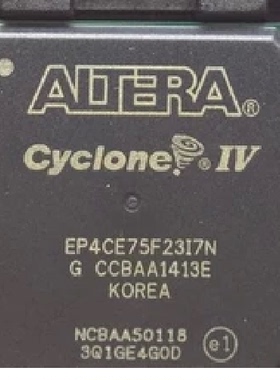 ALTERA®
Cyclone® IV
EP4CE75F23I7N
G CCBAA1413E
KOREA
NCBAA50118
3Q1GE4G0D e1